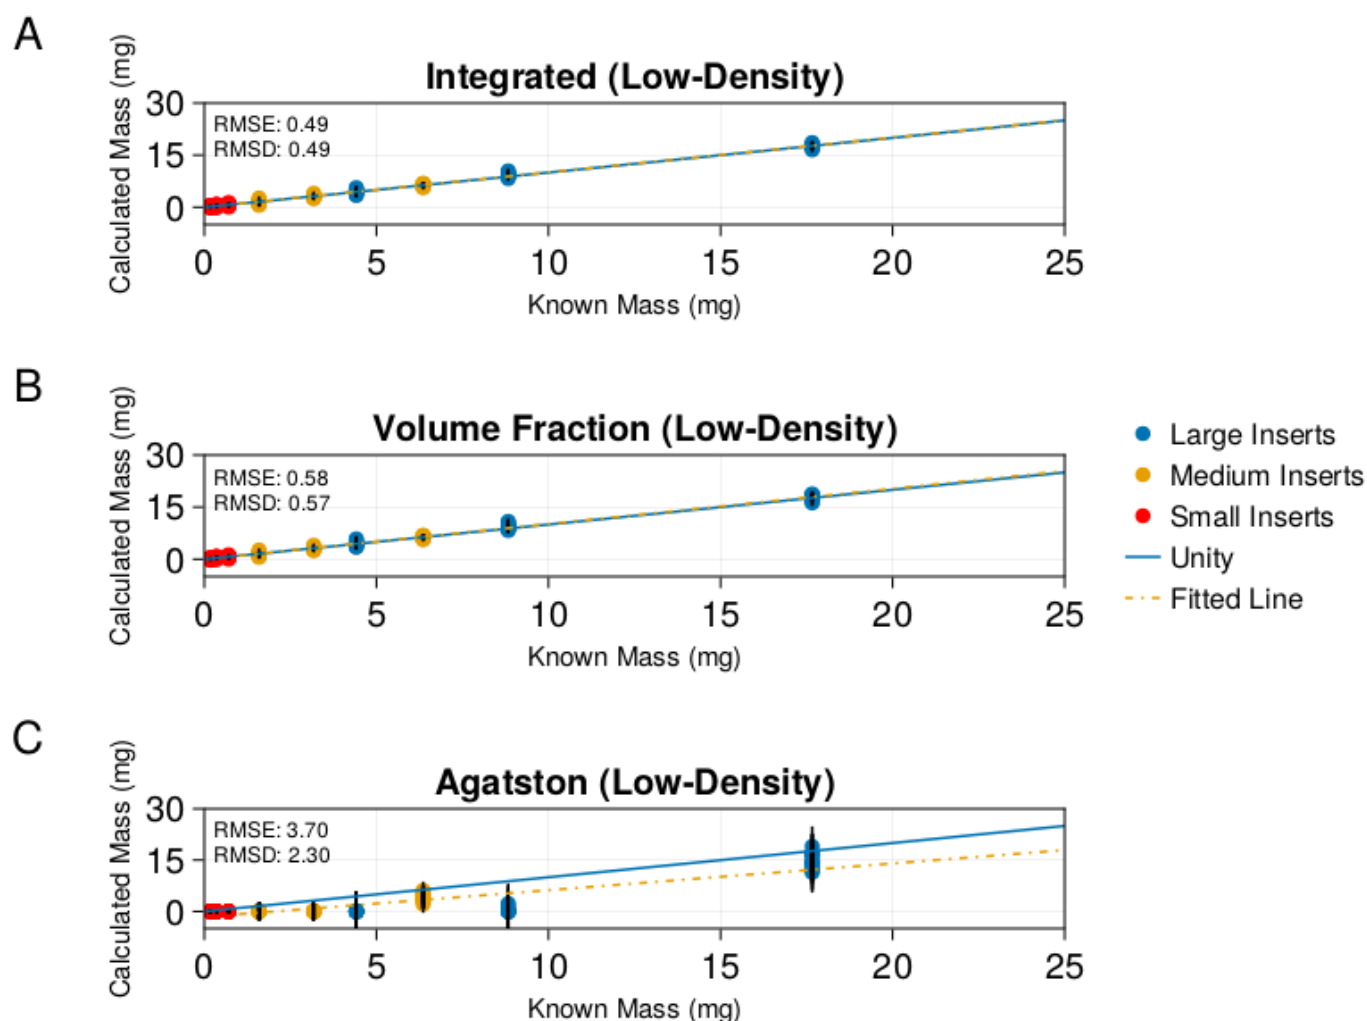 A
Integrated (Low-Density)
Calculated Mass (mg)
30
15
0
RMSE: 0.49
RMSD: 0.49
0 5 10 15 20 25
Known Mass (mg)
B
Volume Fraction (Low-Density)
Calculated Mass (mg)
30
15
0
RMSE: 0.58
RMSD: 0.57
0 5 10 15 20 25
Known Mass (mg)
Large Inserts
Medium Inserts
Small Inserts
Unity
Fitted Line
C
Agatston (Low-Density)
Calculated Mass (mg)
30
15
0
RMSE: 3.70
RMSD: 2.30
0 5 10 15 20 25
Known Mass (mg)